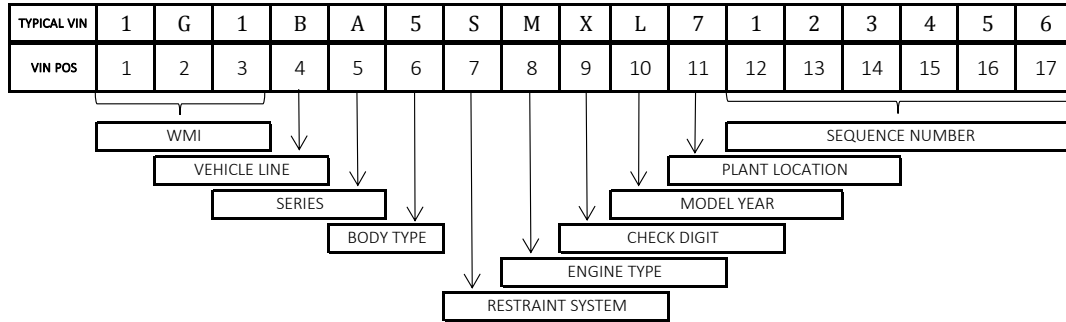 TYPICAL VIN 1 G 1 B A 5 S M X L 7 1 2 3 4 5 6
VIN POS 1 2 3 4 5 6 7 8 9 10 11 12 13 14 15 16 17
WMI SEQUENCE NUMBER
VEHICLE LINE PLANT LOCATION
SERIES MODEL YEAR
BODY TYPE CHECK DIGIT
ENGINE TYPE
RESTRAINT SYSTEM